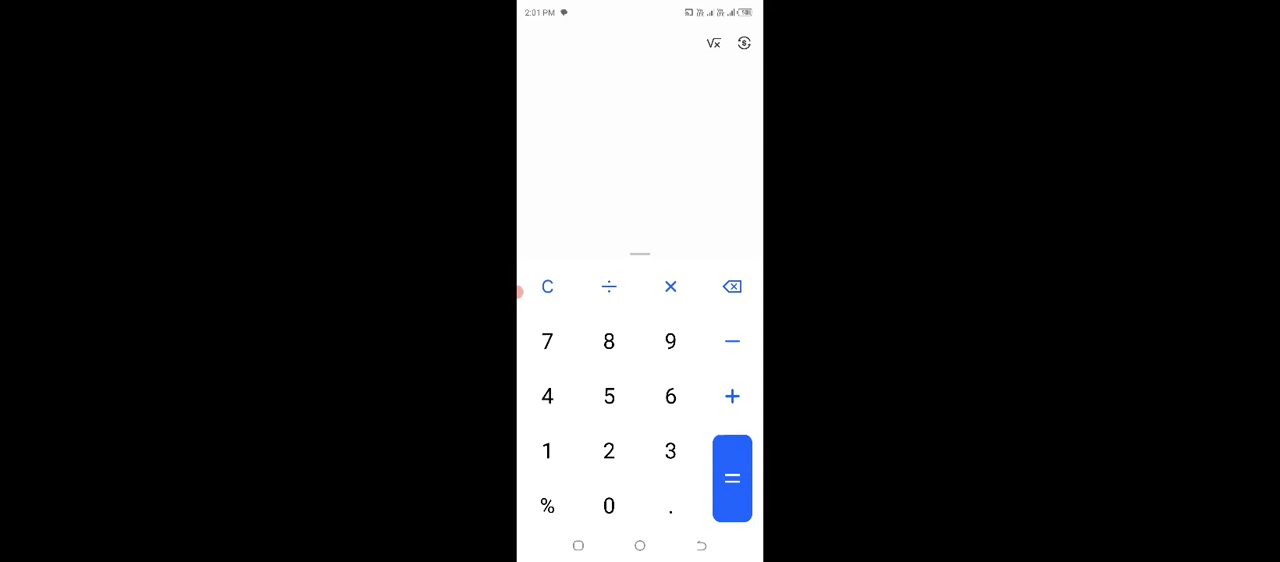 2:01 PM
√x
C ÷ ×
7 8 9 −
4 5 6 +
1 2 3
% 0 . =